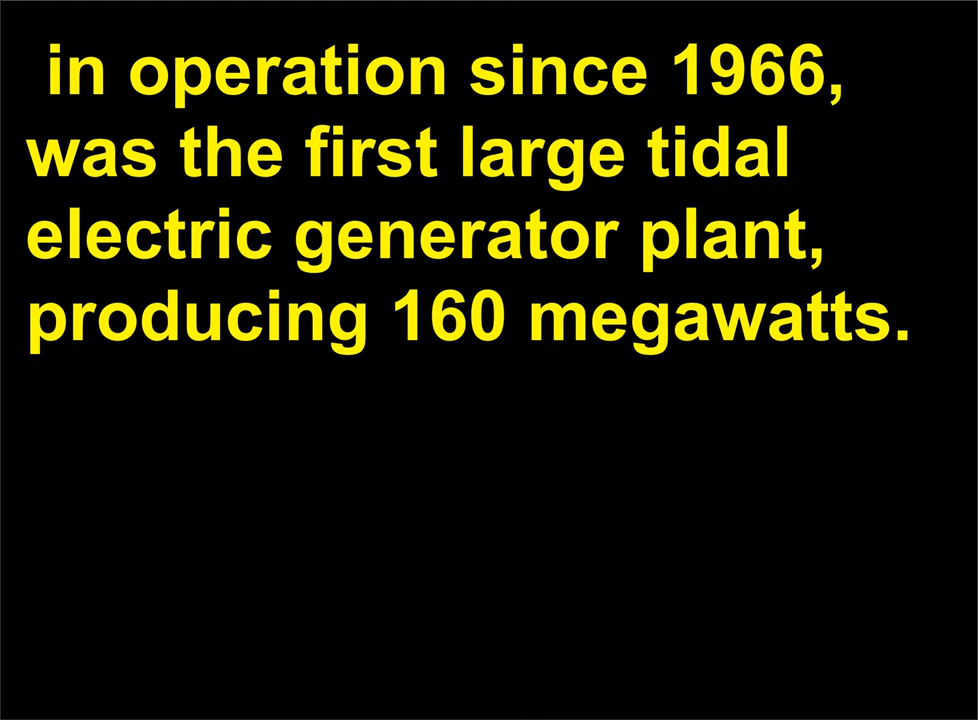 in operation since 1966,
was the first large tidal
electric generator plant,
producing 160 megawatts.